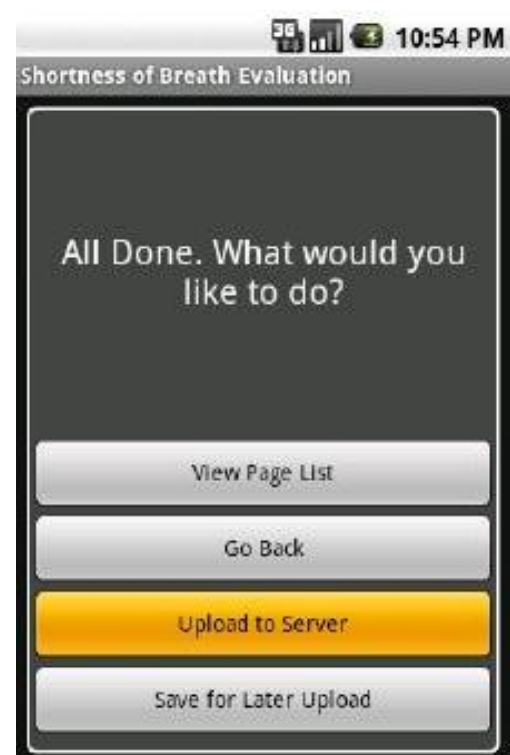 3G
10:54 PM
Shortness of Breath Evaluation
All Done. What would you
like to do?
View Page List
Go Back
Upload to Server
Save for Later Upload